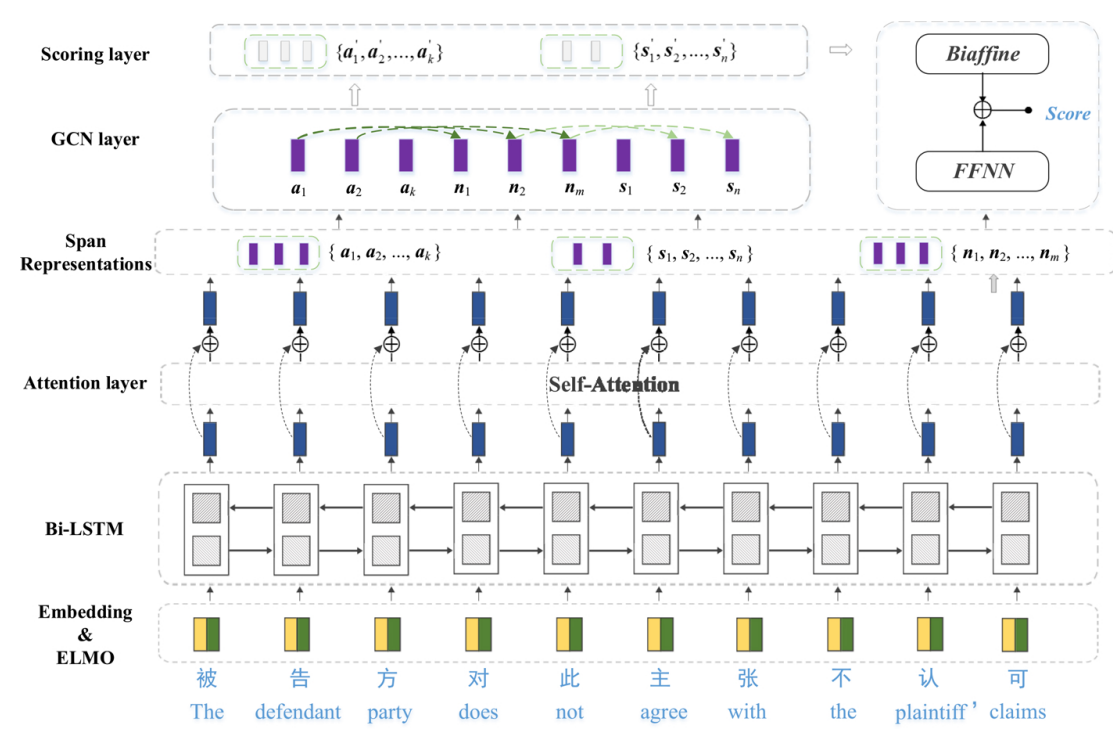 Scoring layer
{a'1, a'2,...,a'k}
{s'1, s'2,...,s'n}
Biaffine
Score
FFNN
GCN layer
a1 a2 ak n1 n2 nm s1 s2 sn
Span
Representations
{ a1, a2, ..., ak}
{ s1, s2, ..., sn}
{ n1, n2, ..., nm }
Attention layer
Self-Attention
Bi-LSTM
Embedding
&
ELMO
被 告 方 对 此 主 张 不 认 可
The defendant party does not agree with the plaintiff’ claims